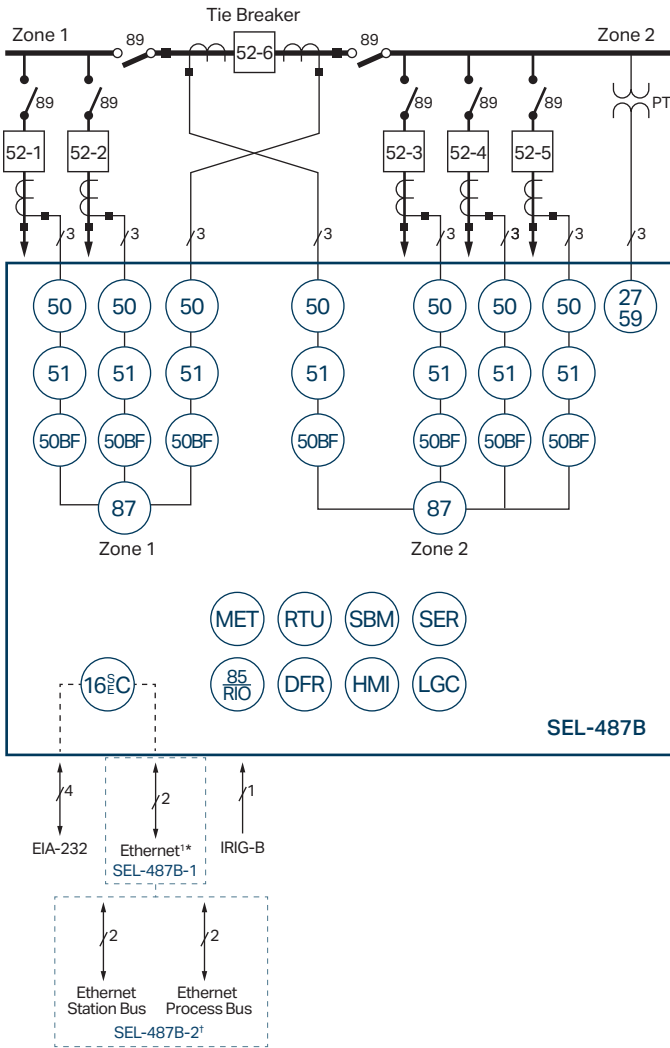 Tie Breaker
Zone 1
89
52-6
89
Zone 2
89
89
89
89
89
PT
52-1
52-2
52-3
52-4
52-5
3
3
3
3
3
3
3
3
50
50
50
50
50
50
50
27
59
51
51
51
51
51
51
51
50BF
50BF
50BF
50BF
50BF
50BF
50BF
87
87
Zone 1
Zone 2
MET
RTU
SBM
SER
16 SEC
85
RIO
DFR
HMI
LGC
SEL-487B
4
2
1
EIA-232
Ethernet¹*
IRIG-B
SEL-487B-1
2
2
Ethernet
Station Bus
Ethernet
Process Bus
SEL-487B-2†